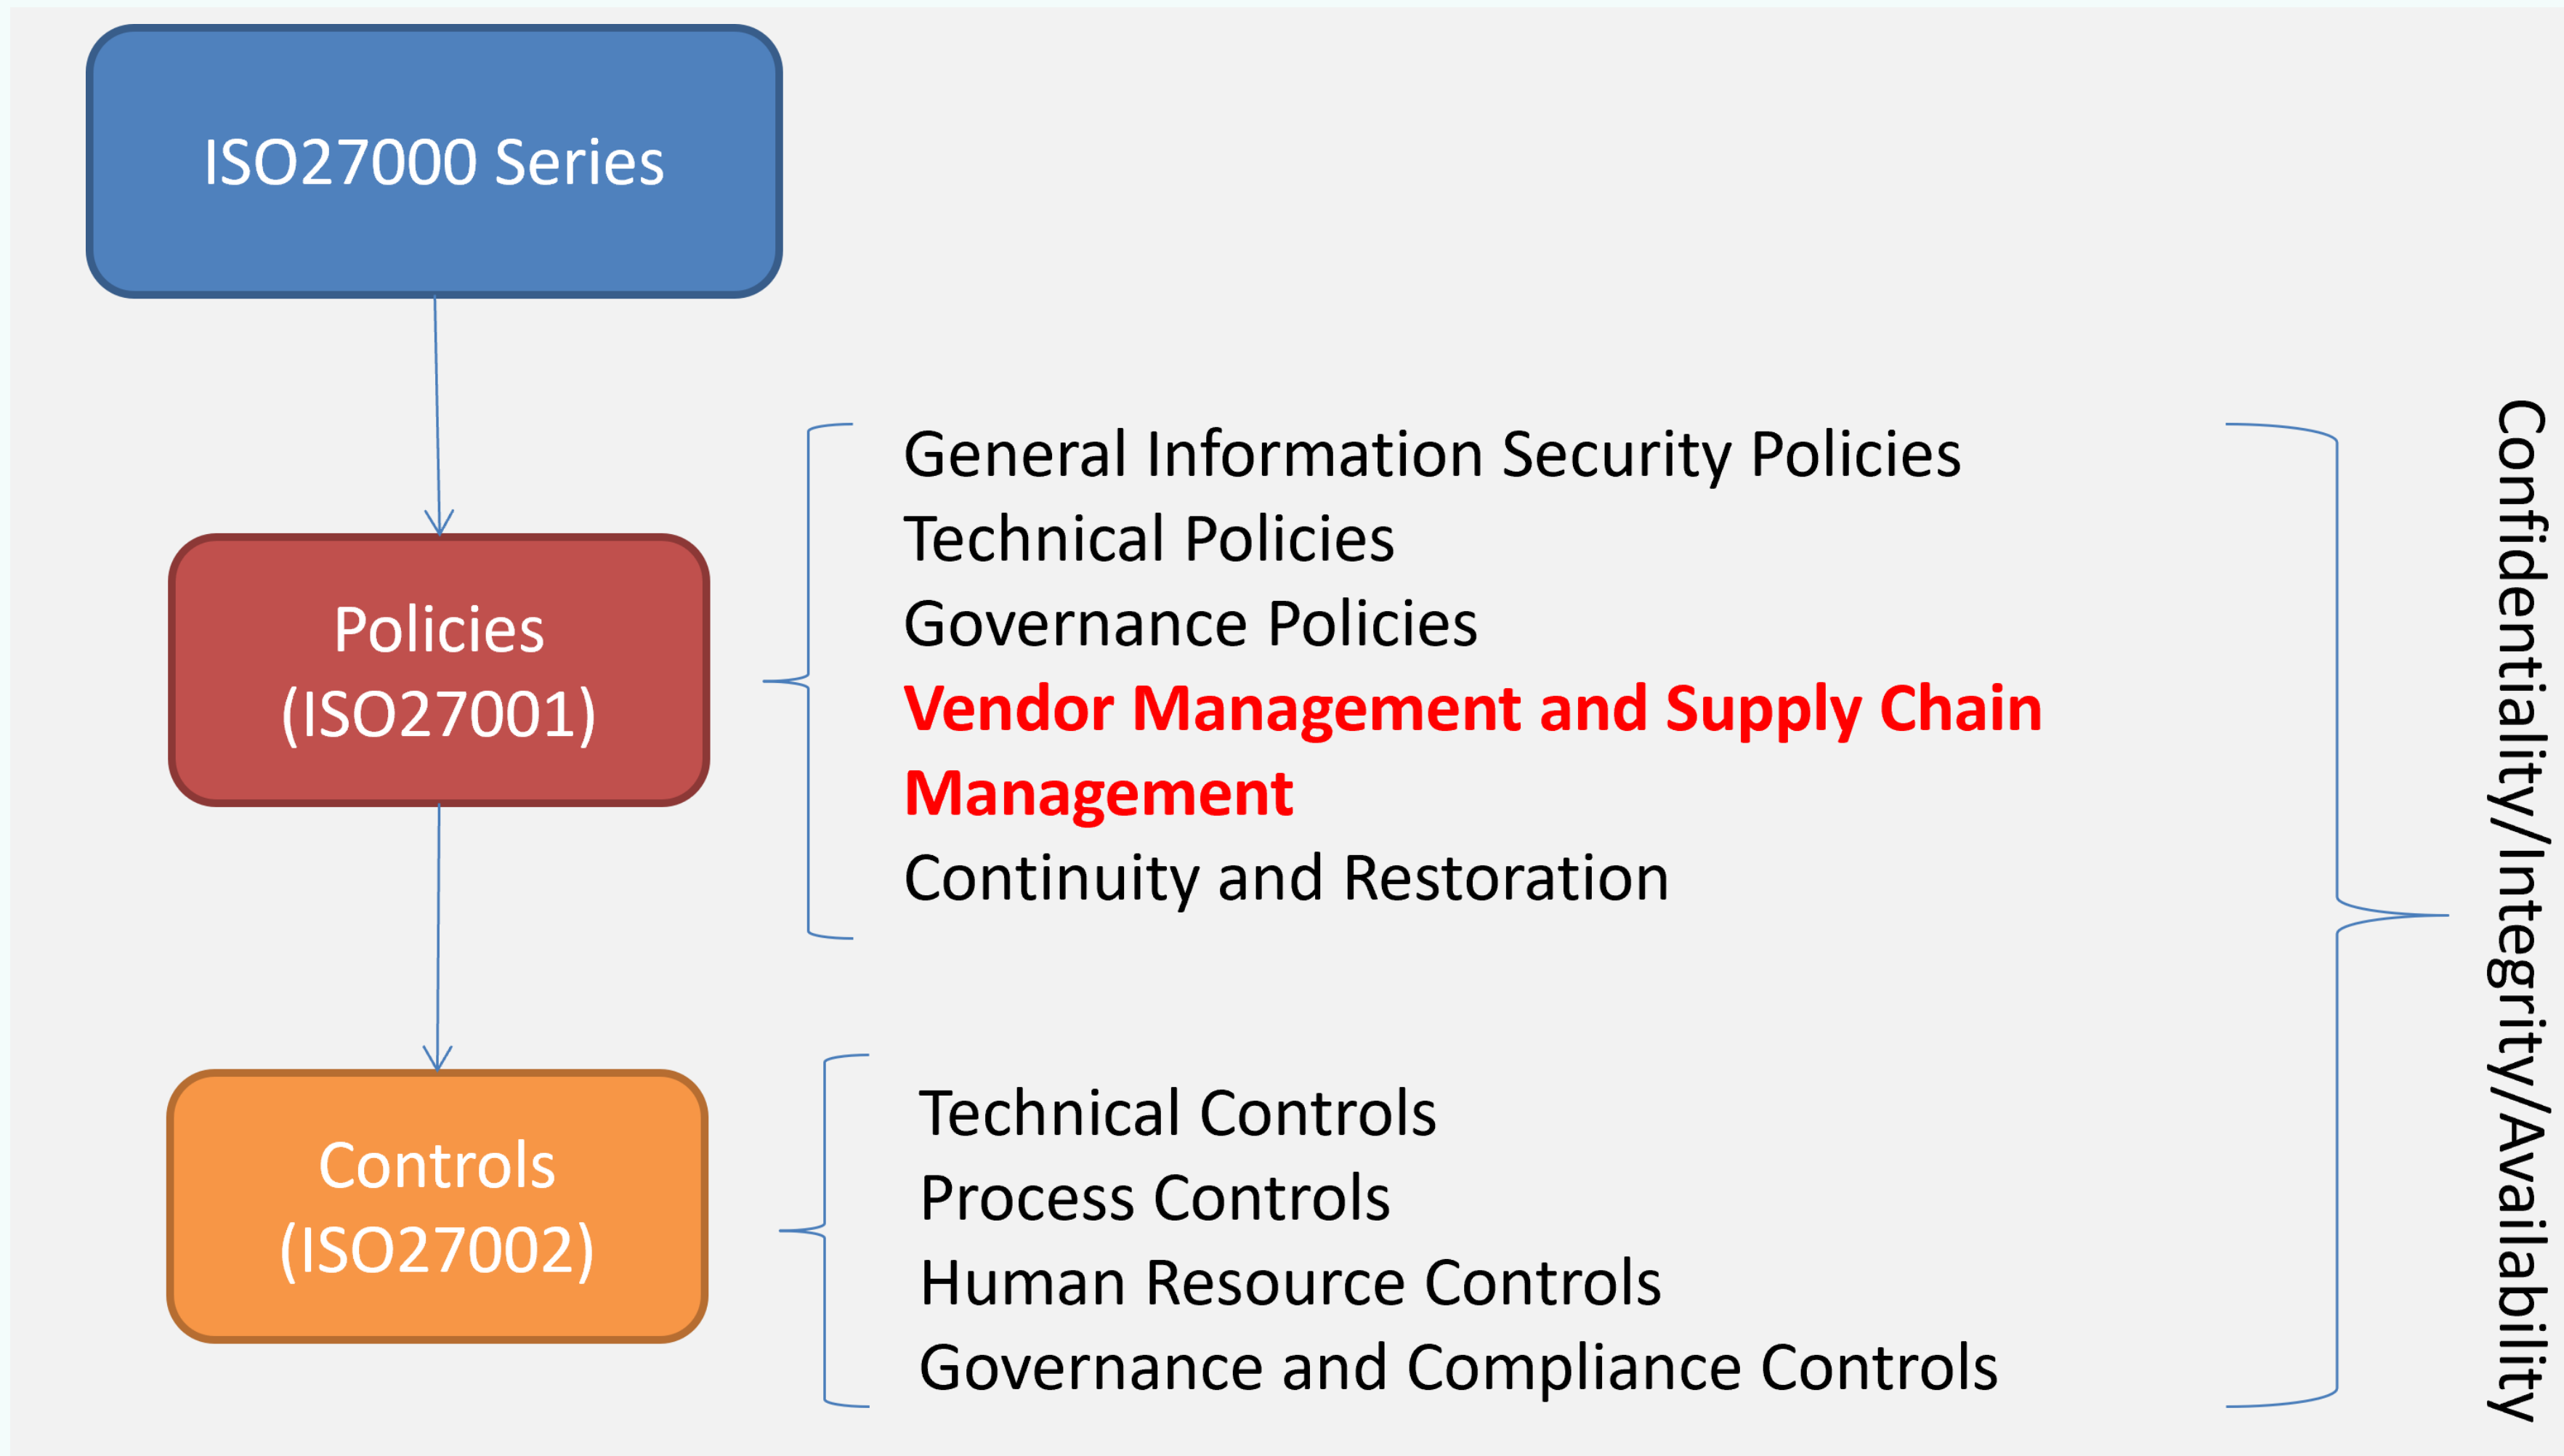 ISO27000 Series
Policies
(ISO27001)
General Information Security Policies
Technical Policies
Governance Policies
Vendor Management and Supply Chain
Management
Continuity and Restoration
Controls
(ISO27002)
Technical Controls
Process Controls
Human Resource Controls
Governance and Compliance Controls
Confidentiality/Integrity/Availability